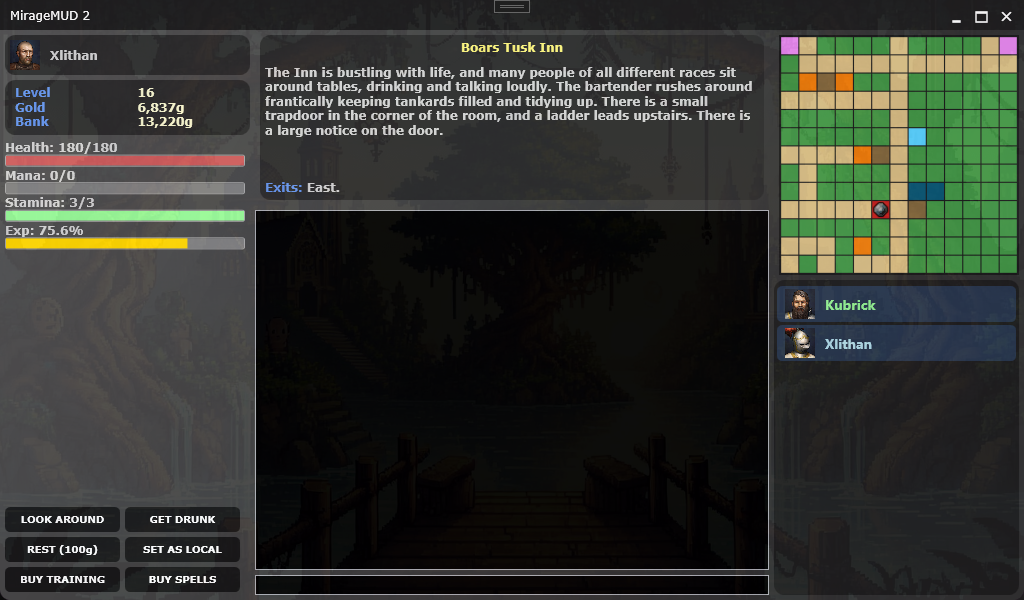 MirageMUD 2
Xlithan
Level 16
Gold 6,837g
Bank 13,220g
Health: 180/180
Mana: 0/0
Stamina: 3/3
Exp: 75.6%
LOOK AROUND
GET DRUNK
REST (100g)
SET AS LOCAL
BUY TRAINING
BUY SPELLS
Boars Tusk Inn
The Inn is bustling with life, and many people of all different races sit
around tables, drinking and talking loudly. The bartender rushes around
frantically keeping tankards filled and tidying up. There is a small
trapdoor in the corner of the room, and a ladder leads upstairs. There is
a large notice on the door.
Exits: East.
Kubrick
Xlithan